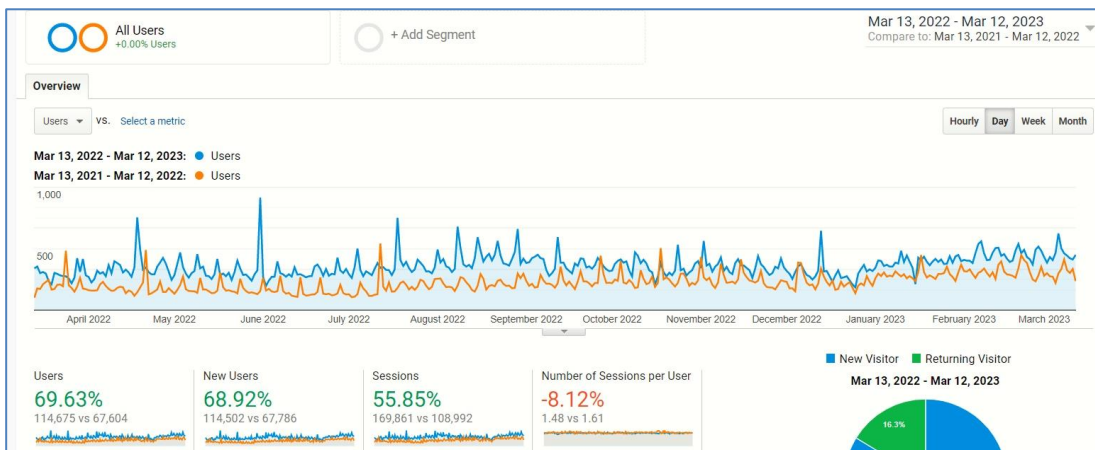 All Users
+0.00% Users
+ Add Segment
Mar 13, 2022 - Mar 12, 2023
Compare to: Mar 13, 2021 - Mar 12, 2022
Overview
Users VS. Select a metric
Hourly Day Week Month
Mar 13, 2022 - Mar 12, 2023: Users
Mar 13, 2021 - Mar 12, 2022: Users
1,000
500
April 2022 May 2022 June 2022 July 2022 August 2022 September 2022 October 2022 November 2022 December 2022 January 2023 February 2023 March 2023
New Visitor Returning Visitor
Mar 13, 2022 - Mar 12, 2023
Users New Users Sessions Number of Sessions per User
69.63% 68.92% 55.85% -8.12%
114,675 vs 67,604 114,502 vs 67,786 169,861 vs 108,992 1.48 vs 1.61
16.3%